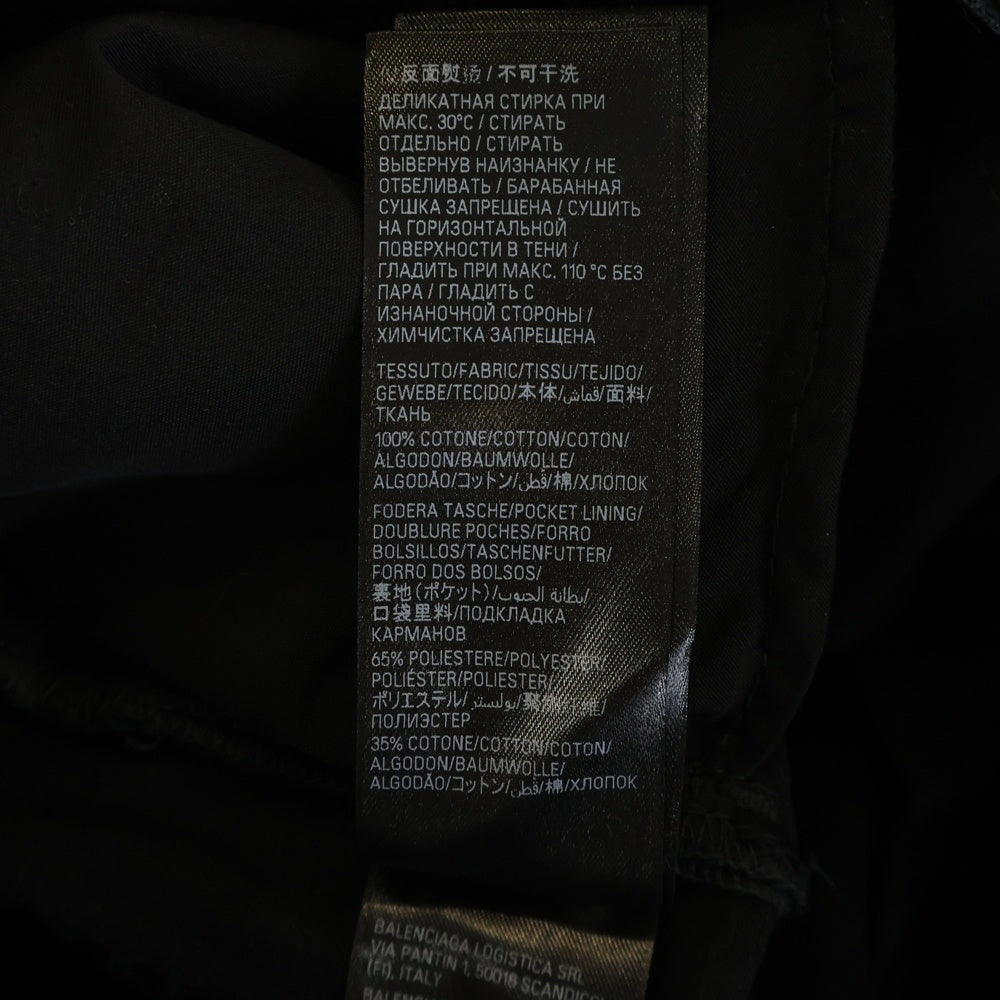 反面熨烫 / 不可干洗
ДЕЛИКАТНАЯ СТИРКА ПРИ
МАКС. 30°C / СТИРАТЬ
ОТДЕЛЬНО / СТИРАТЬ
ВЫВЕРНУВ НАИЗНАНКУ / НЕ
ОТБЕЛИВАТЬ / БАРАБАННАЯ
СУШКА ЗАПРЕЩЕНА / СУШИТЬ
НА ГОРИЗОНТАЛЬНОЙ
ПОВЕРХНОСТИ В ТЕНИ /
ГЛАДИТЬ ПРИ МАКС. 110 °C БЕЗ
ПАРА / ГЛАДИТЬ С
ИЗНАНОЧНОЙ СТОРОНЫ /
ХИМЧИСТКА ЗАПРЕЩЕНА
TESSUTO/FABRIC/TISSU/TEJIDO/
GEWEBE/TECIDO/本体/قماش/面料/
ТКАНЬ
100% COTONE/COTTON/COTON/
ALGODON/BAUMWOLLE/
ALGODÃO/コットン/قطن/棉/ХЛОПОК
FODERA TASCHE/POCKET LINING/
DOUBLURE POCHES/FORRO
BOLSILLOS/TASCHENFUTTER/
FORRO DOS BOLSOS/
裏地(ポケット)/بطانة الجيوب/
口袋里料/ПОДКЛАДКА
КАРМАНОВ
65% POLIESTERE/POLYESTER/
POLIÉSTER/POLIESTER/
ポリエステル/بوليستر/
ПОЛИЭСТЕР
35% COTONE/COTTON/COTON/
ALGODON/BAUMWOLLE/
ALGODÃO/コットン/قطن/棉/ХЛОПОК
BALENCIAGA LOGISTICA SRL
VIA PANTIN 1, 50018 SCANDICCI
(FI), ITALY